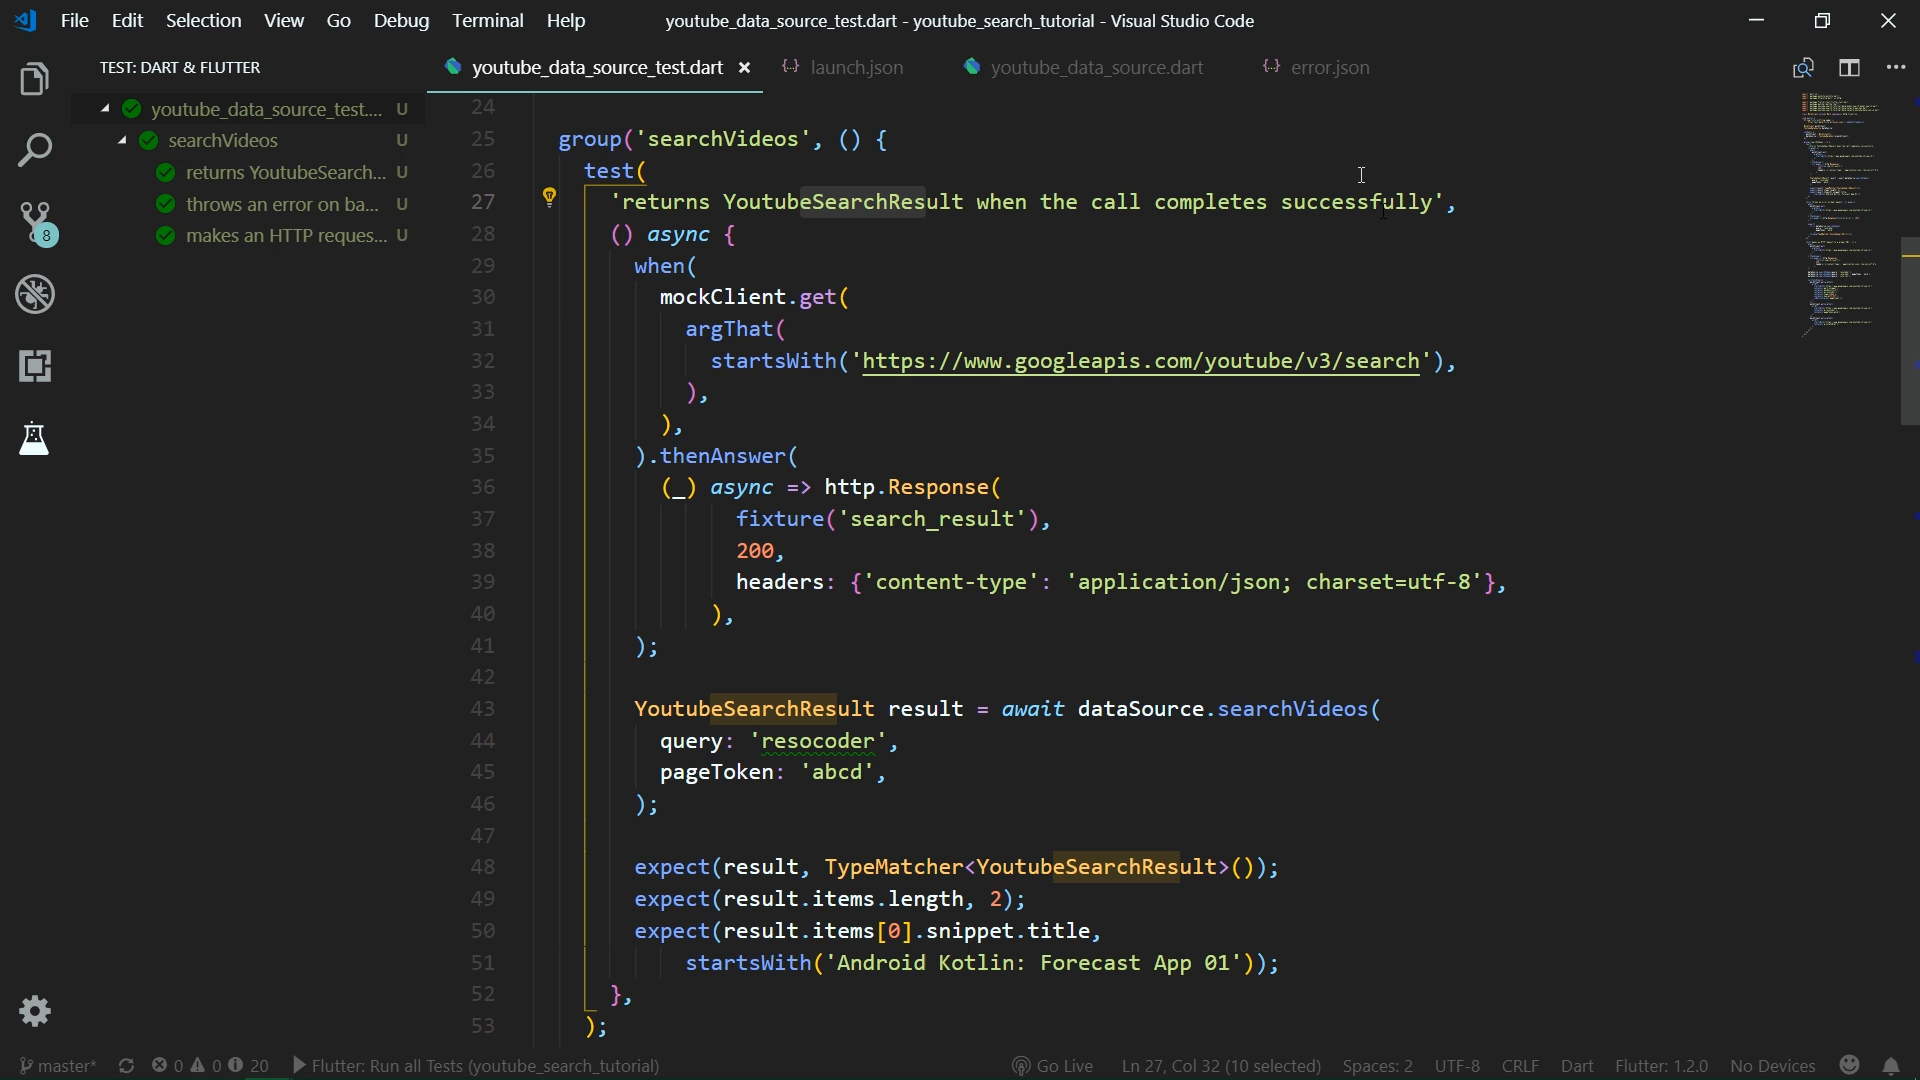 File Edit Selection View Go Debug Terminal Help youtube_data_source_test.dart - youtube_search_tutorial - Visual Studio Code
TEST: DART & FLUTTER youtube_data_source_test.dart launch.json youtube_data_source.dart error.json
youtube_data_source_test.... U
searchVideos U
returns YoutubeSearch... U
throws an error on ba... U
makes an HTTP reques... U
8
24
25 group('searchVideos', () {
26 test(
27 'returns YoutubeSearchResult when the call completes successfully',
28 () async {
29 when(
30 mockClient.get(
31 argThat(
32 startsWith('https://www.googleapis.com/youtube/v3/search'),
33 ),
34 ),
35 ).thenAnswer(
36 (_) async => http.Response(
37 fixture('search_result'),
38 200,
39 headers: {'content-type': 'application/json; charset=utf-8'},
40 ),
41 );
42
43 YoutubeSearchResult result = await dataSource.searchVideos(
44 query: 'resocoder',
45 pageToken: 'abcd',
46 );
47
48 expect(result, TypeMatcher<YoutubeSearchResult>());
49 expect(result.items.length, 2);
50 expect(result.items[0].snippet.title,
51 startsWith('Android Kotlin: Forecast App 01'));
52 },
53 );
master* 0 0 20 Flutter: Run all Tests (youtube_search_tutorial) Go Live Ln 27, Col 32 (10 selected) Spaces: 2 UTF-8 CRLF Dart Flutter: 1.2.0 No Devices